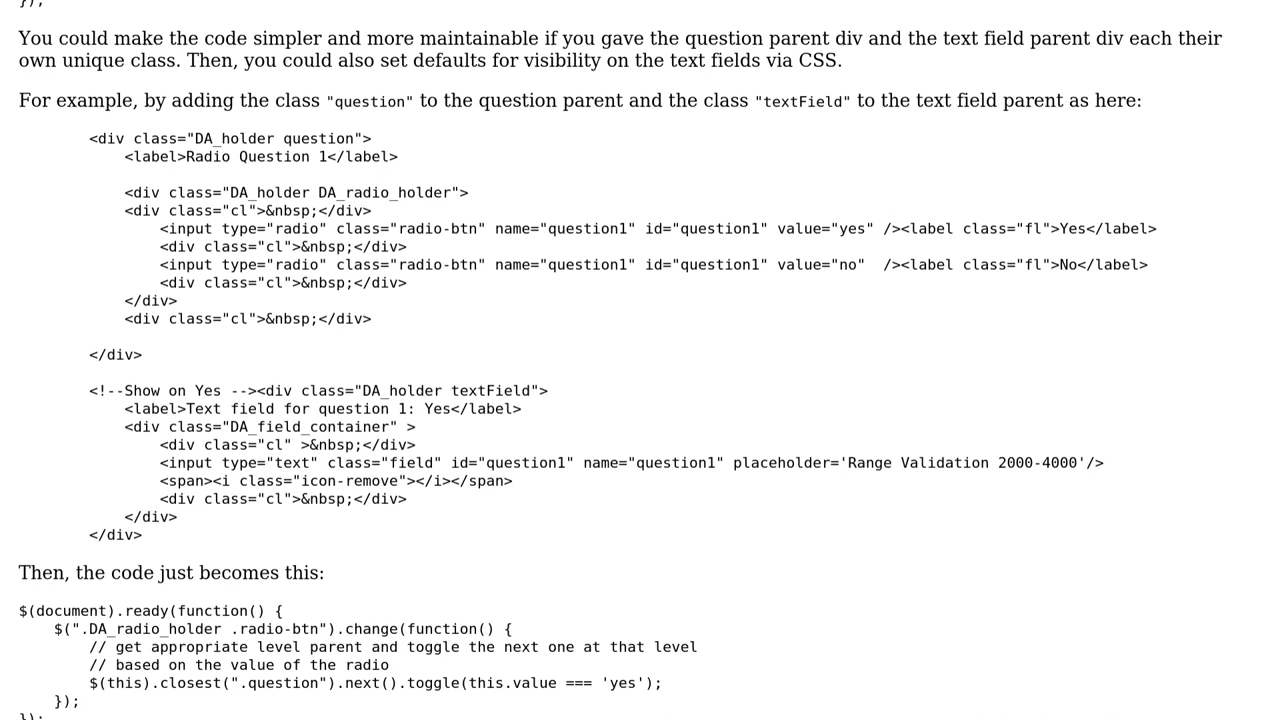 });
You could make the code simpler and more maintainable if you gave the question parent div and the text field parent div each their
own unique class. Then, you could also set defaults for visibility on the text fields via CSS.
For example, by adding the class "question" to the question parent and the class "textField" to the text field parent as here:
<div class="DA_holder question">
<label>Radio Question 1</label>
<div class="DA_holder DA_radio_holder">
<div class="cl">&nbsp;</div>
<input type="radio" class="radio-btn" name="question1" id="question1" value="yes" /><label class="fl">Yes</label>
<div class="cl">&nbsp;</div>
<input type="radio" class="radio-btn" name="question1" id="question1" value="no"  /><label class="fl">No</label>
<div class="cl">&nbsp;</div>
</div>
<div class="cl">&nbsp;</div>
</div>
<!--Show on Yes --><div class="DA_holder textField">
<label>Text field for question 1: Yes</label>
<div class="DA_field_container" >
<div class="cl" >&nbsp;</div>
<input type="text" class="field" id="question1" name="question1" placeholder='Range Validation 2000-4000'/>
<span><i class="icon-remove"></i></span>
<div class="cl">&nbsp;</div>
</div>
</div>
Then, the code just becomes this:
$(document).ready(function() {
$(".DA_radio_holder .radio-btn").change(function() {
// get appropriate level parent and toggle the next one at that level
// based on the value of the radio
$(this).closest(".question").next().toggle(this.value === 'yes');
});
});